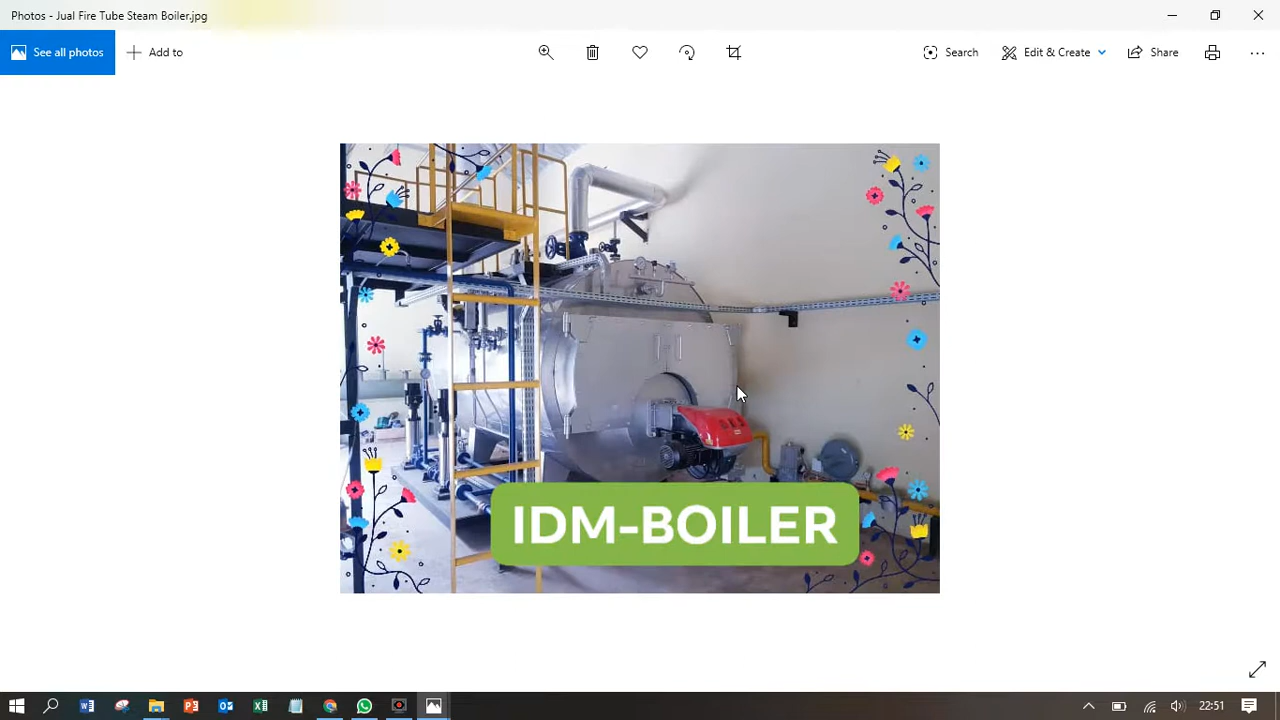 Photos - Jual Fire Tube Steam Boiler.jpg
See all photos
Add to
Search
Edit & Create
Share
IDM-BOILER
22:51